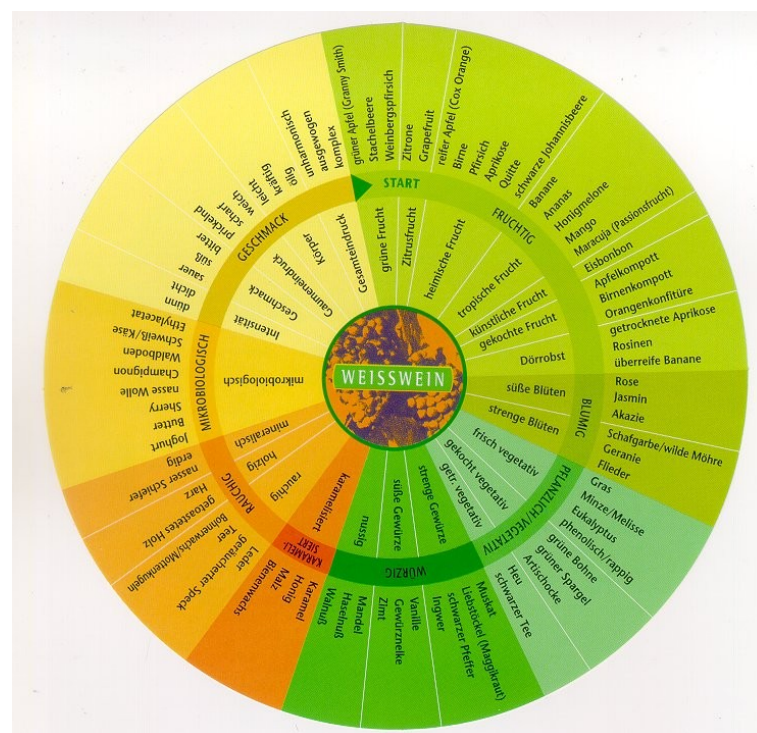 WEISSWEIN
START
FRUCHTIG
grüne Frucht
grüner Apfel (Granny Smith)
Stachelbeere
Weinbergspfirsich
Zitrusfrucht
Zitrone
Grapefruit
heimische Frucht
reifer Apfel (Cox Orange)
Birne
Pfirsich
Aprikose
Quitte
schwarze Johannisbeere
tropische Frucht
Banane
Ananas
Honigmelone
Mango
Maracuja (Passionsfrucht)
künstliche Frucht
Eisbonbon
gekochte Frucht
Apfelkompott
Birnenkompott
Orangenkonfitüre
Dörrobst
getrocknete Aprikose
Rosinen
überreife Banane
BLUMIG
süße Blüten
Rose
Jasmin
Akazie
strenge Blüten
Schafgarbe/wilde Möhre
Geranie
Flieder
PFLANZLICH/VEGETATIV
frisch vegetativ
Gras
Minze/Melisse
Eukalyptus
phenolisch/rappig
gekocht vegetativ
grüne Bohne
grüner Spargel
Artischocke
getr. vegetativ
Heu
schwarzer Tee
WÜRZIG
strenge Gewürze
Muskat
Liebstöckel (Maggikraut)
schwarzer Pfeffer
Ingwer
süße Gewürze
Vanille
Gewürznelke
Zimt
nussig
Mandel
Haselnuß
Walnuß
KARAMELL-
SIERT
karamelisiert
Karamel
Honig
Malz
Bienenwachs
RAUCHIG
rauchig
geräucherter Speck
Leder
Teer
Bohnerwachs/Mottenkugeln
holzig
getoastetes Holz
Harz
mineralisch
nasser Schiefer
erdig
MIKROBIOLOGISCH
mikrobiologisch
Joghurt
Butter
Sherry
nasse Wolle
Champignon
Waldboden
Schweiß/Käse
Ethylacetat
GESCHMACK
Intensität
dünn
dicht
Geschmack
sauer
süß
bitter
Gaumeneindruck
prickelnd
scharf
weich
Körper
leicht
kräftig
ölig
Gesamteindruck
unharmonisch
ausgewogen
komplex